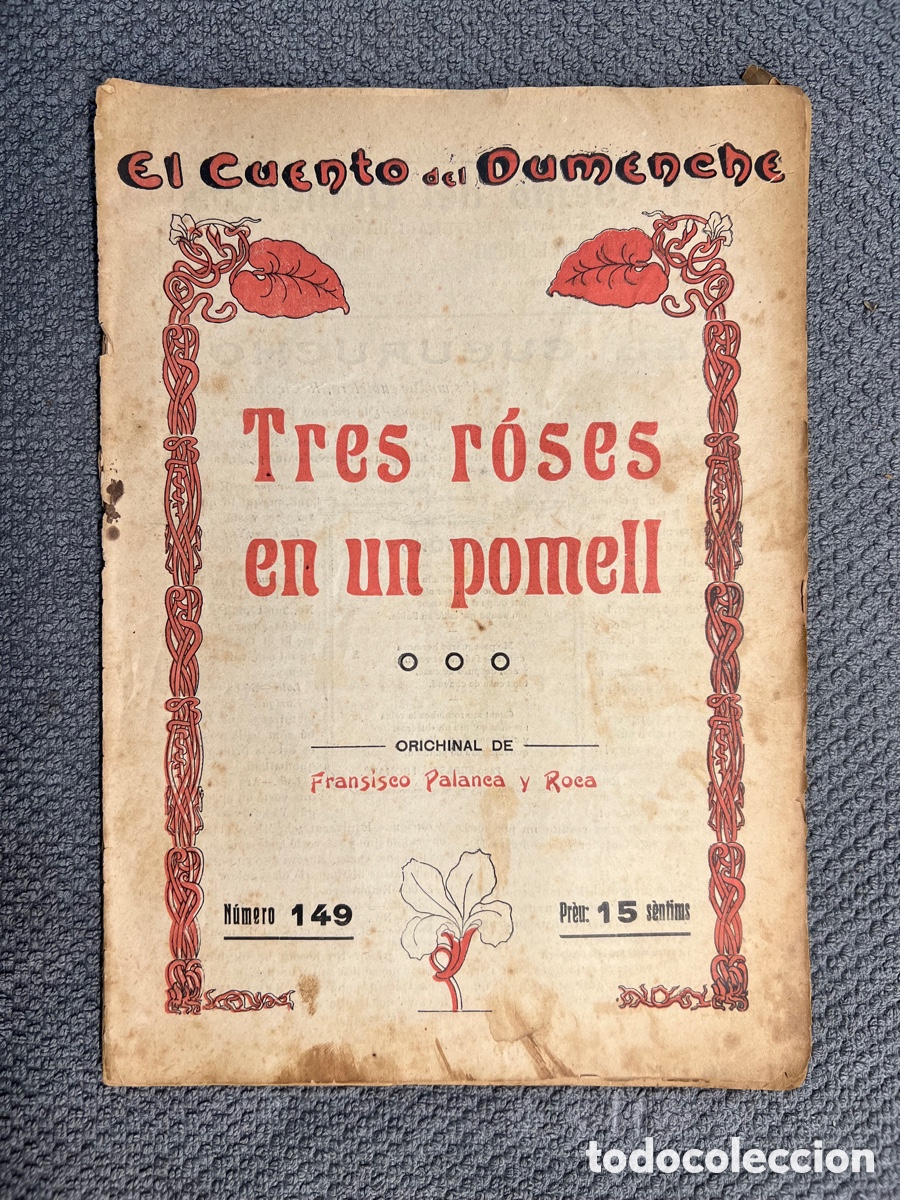 El Cuento del Dumenche
Tres róses
en un pomell
ORICHINAL DE
Fransisco Palanca y Roca
Número 149
Prèu: 15 sèntims
todocoleccion